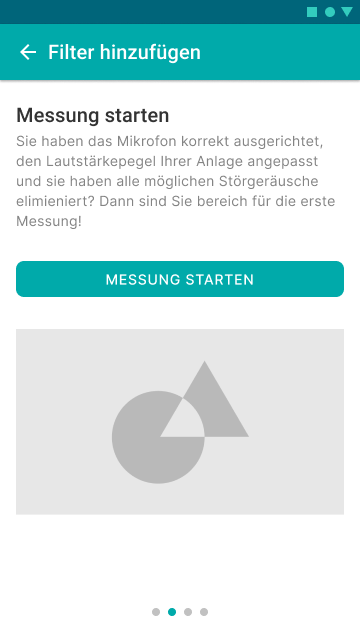 Filter hinzufügen
Messung starten
Sie haben das Mikrofon korrekt ausgerichtet,
den Lautstärkepegel Ihrer Anlage angepasst
und sie haben alle möglichen Störgeräusche
elimieniert? Dann sind Sie bereich für die erste
Messung!
MESSUNG STARTEN